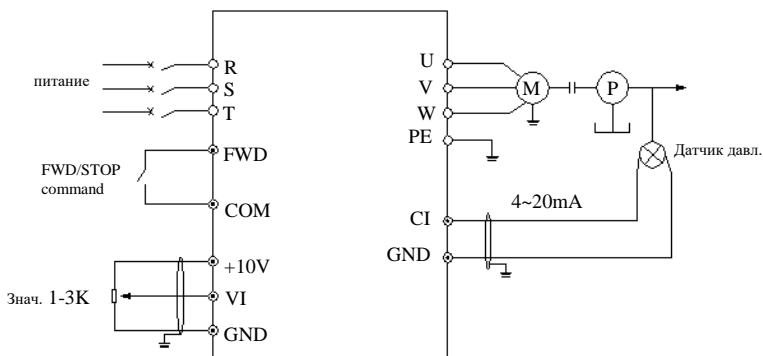 питание
R
S
T
FWD/STOP
command
FWD
COM
Знач. 1-3K
+10V
VI
GND
U
V
W
PE
M
P
Датчик давл.
CI
4~20mA
GND